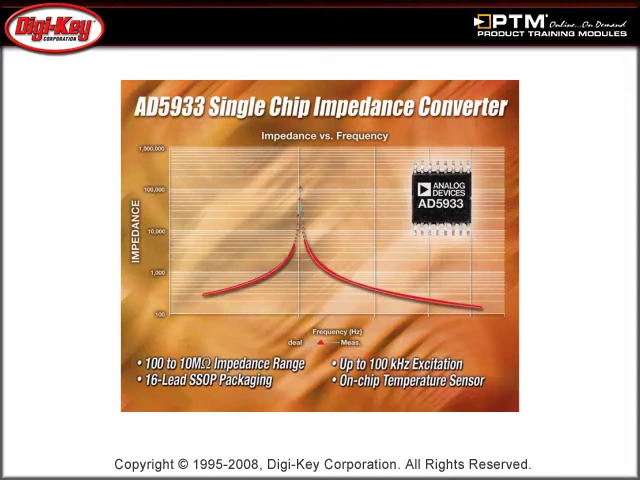 Digi-Key
CORPORATION
PTM
Online...On Demand
PRODUCT TRAINING MODULES
AD5933 Single Chip Impedance Converter
Impedance vs. Frequency
1,000,000
100,000
10,000
1,000
100
IMPEDANCE
ANALOG
DEVICES
AD5933
Frequency (Hz)
deal Meas.
• 100 to 10MΩ Impedance Range
• 16-Lead SSOP Packaging
• Up to 100 kHz Excitation
• On-chip Temperature Sensor
Copyright © 1995-2008, Digi-Key Corporation. All Rights Reserved.